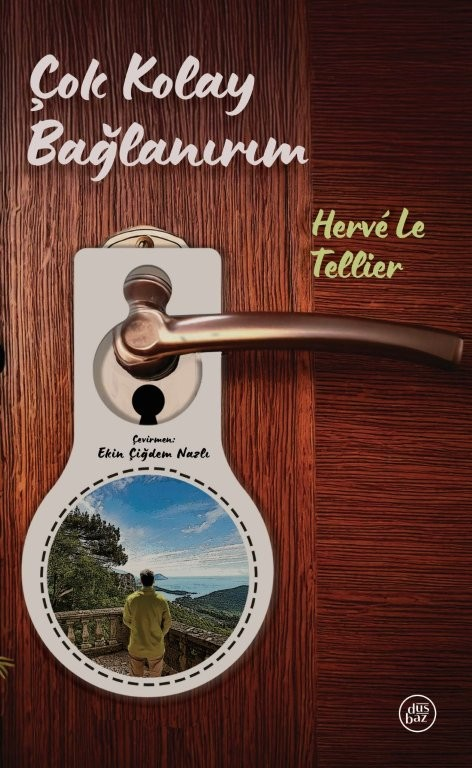 Çok Kolay
Bağlanırım
Hervé Le
Tellier
Çevirmen:
Ekin Çiğdem Nazlı
düş
baz